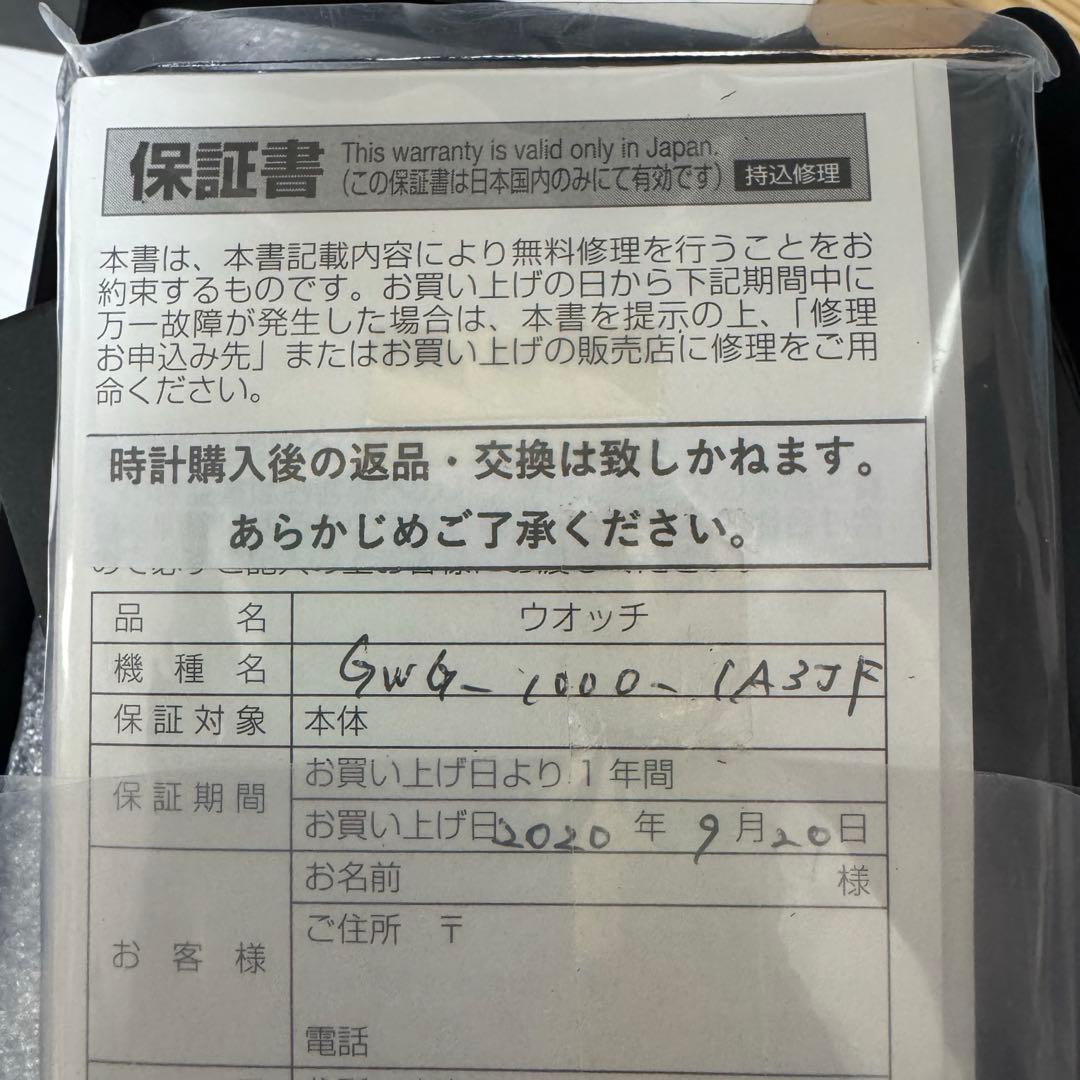 保証書 This warranty is valid only in Japan.
(この保証書は日本国内のみにて有効です) 持込修理
本書は、本書記載内容により無料修理を行うことをお
約束するものです。お買い上げの日から下記期間中に
万一故障が発生した場合は、本書を提示の上、「修理
お申込み先」またはお買い上げの販売店に修理をご用
命ください。
時計購入後の返品・交換は致しかねます。
あらかじめご了承ください。
品名 ウオッチ
機種名 GWG-1000-1A3JF
保証対象 本体
保証期間 お買い上げ日より1年間
お買い上げ日2020年9月20日
お客様 お名前 様
ご住所 〒
電話